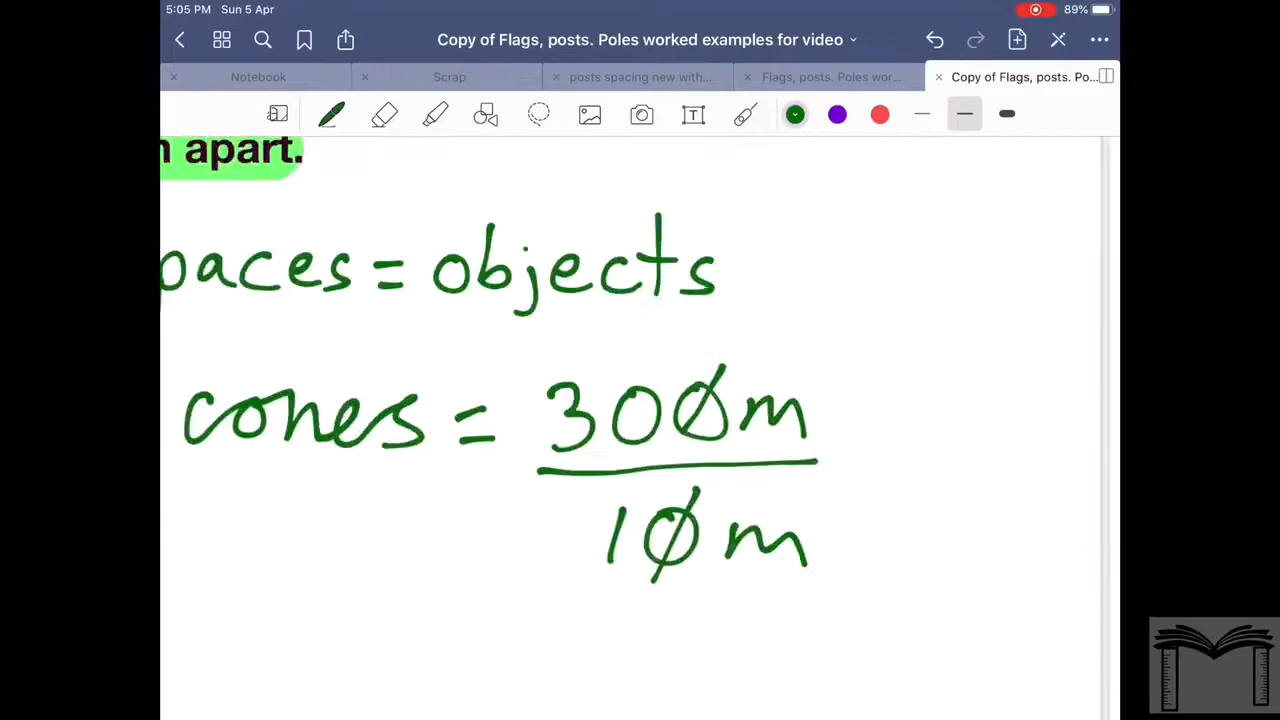 5:05 PM Sun 5 Apr 89%
Copy of Flags, posts. Poles worked examples for video
Notebook
Scrap
posts spacing new with...
Flags, posts. Poles wor...
Copy of Flags, posts. Po...
apart.
paces = objects
cones = 300m
10m